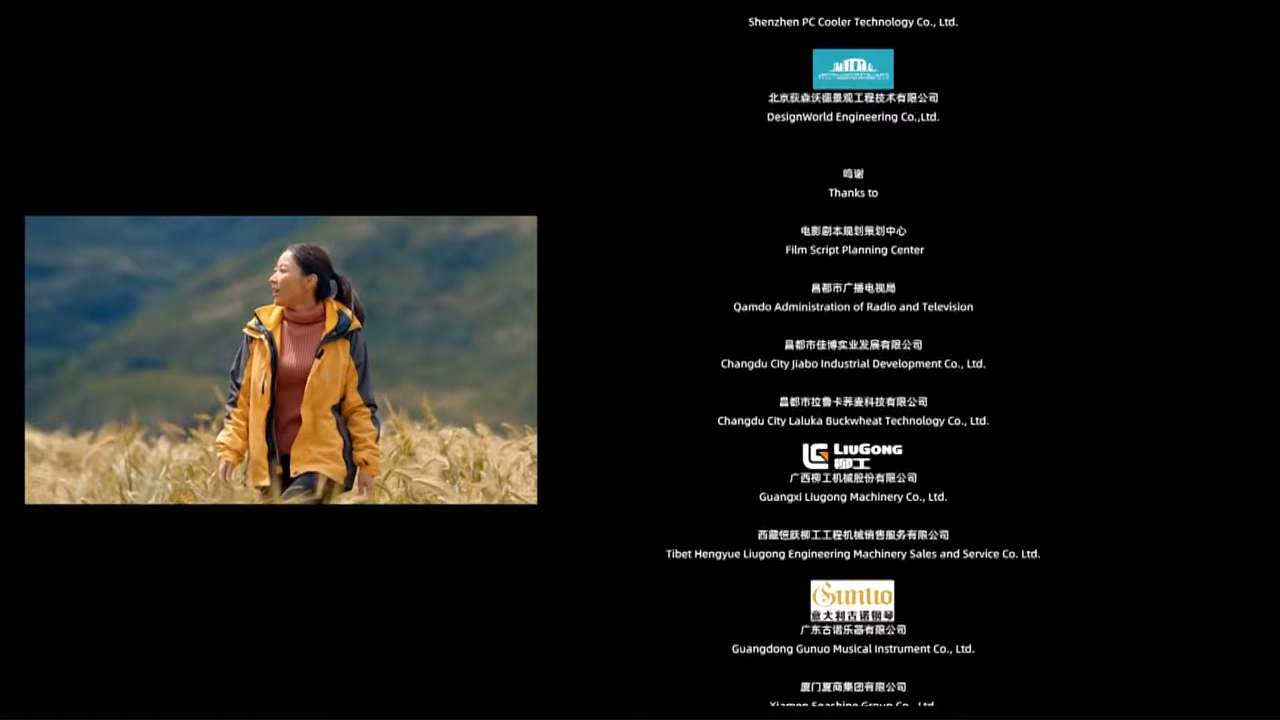 Shenzhen PC Cooler Technology Co., Ltd.
北京荻森沃德景观工程技术有限公司
DesignWorld Engineering Co.,Ltd.
鸣谢
Thanks to
电影剧本规划策划中心
Film Script Planning Center
昌都市广播电视局
Qamdo Administration of Radio and Television
昌都市佳博实业发展有限公司
Changdu City Jiabo Industrial Development Co., Ltd.
昌都市拉鲁卡荞麦科技有限公司
Changdu City Laluka Buckwheat Technology Co., Ltd.
LIUGONG
柳工
广西柳工机械股份有限公司
Guangxi Liugong Machinery Co., Ltd.
西藏恒跃柳工工程机械销售服务有限公司
Tibet Hengyue Liugong Engineering Machinery Sales and Service Co. Ltd.
Gunuo
意大利古诺钢琴
广东古诺乐器有限公司
Guangdong Gunuo Musical Instrument Co., Ltd.
厦门夏商集团有限公司
Xiamen Seashine Group Co., Ltd.